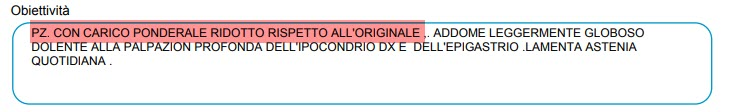 Obiettività
PZ. CON CARICO PONDERALE RIDOTTO RISPETTO ALL'ORIGINALE ,. ADDOME LEGGERMENTE GLOBOSO
DOLENTE ALLA PALPAZION PROFONDA DELL'IPOCONDRIO DX E  DELL'EPIGASTRIO .LAMENTA ASTENIA
QUOTIDIANA .